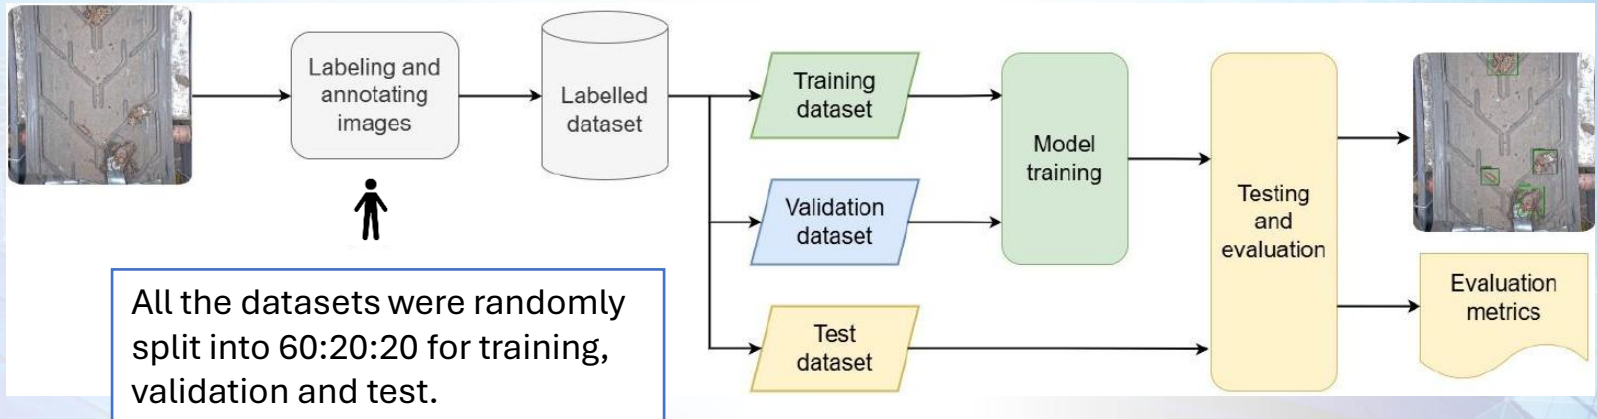 Labeling and
annotating
images
Labelled
dataset
Training
dataset
Validation
dataset
Test
dataset
Model
training
Testing
and
evaluation
Evaluation
metrics
All the datasets were randomly
split into 60:20:20 for training,
validation and test.